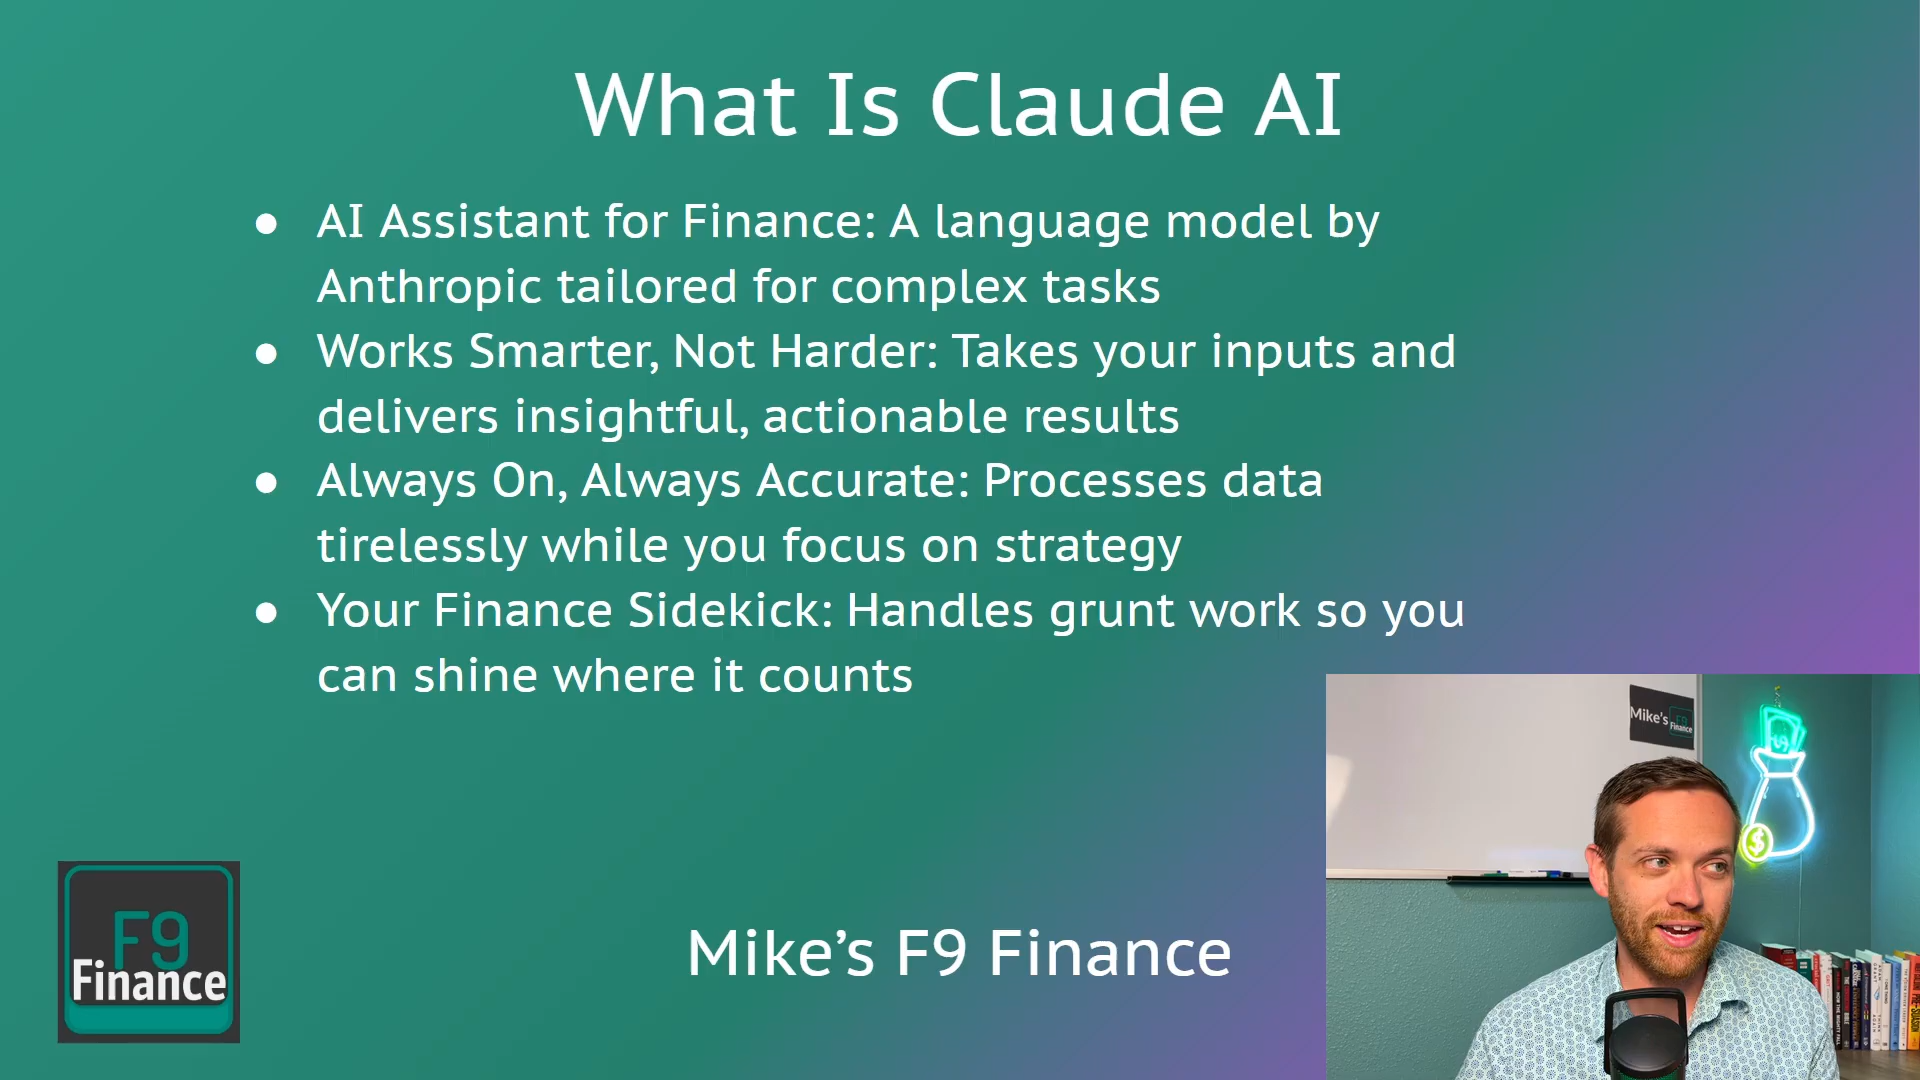 What Is Claude AI
● AI Assistant for Finance: A language model by
Anthropic tailored for complex tasks
● Works Smarter, Not Harder: Takes your inputs and
delivers insightful, actionable results
● Always On, Always Accurate: Processes data
tirelessly while you focus on strategy
● Your Finance Sidekick: Handles grunt work so you
can shine where it counts
Mike's F9 Finance
$
F9
Finance
Mike’s F9 Finance